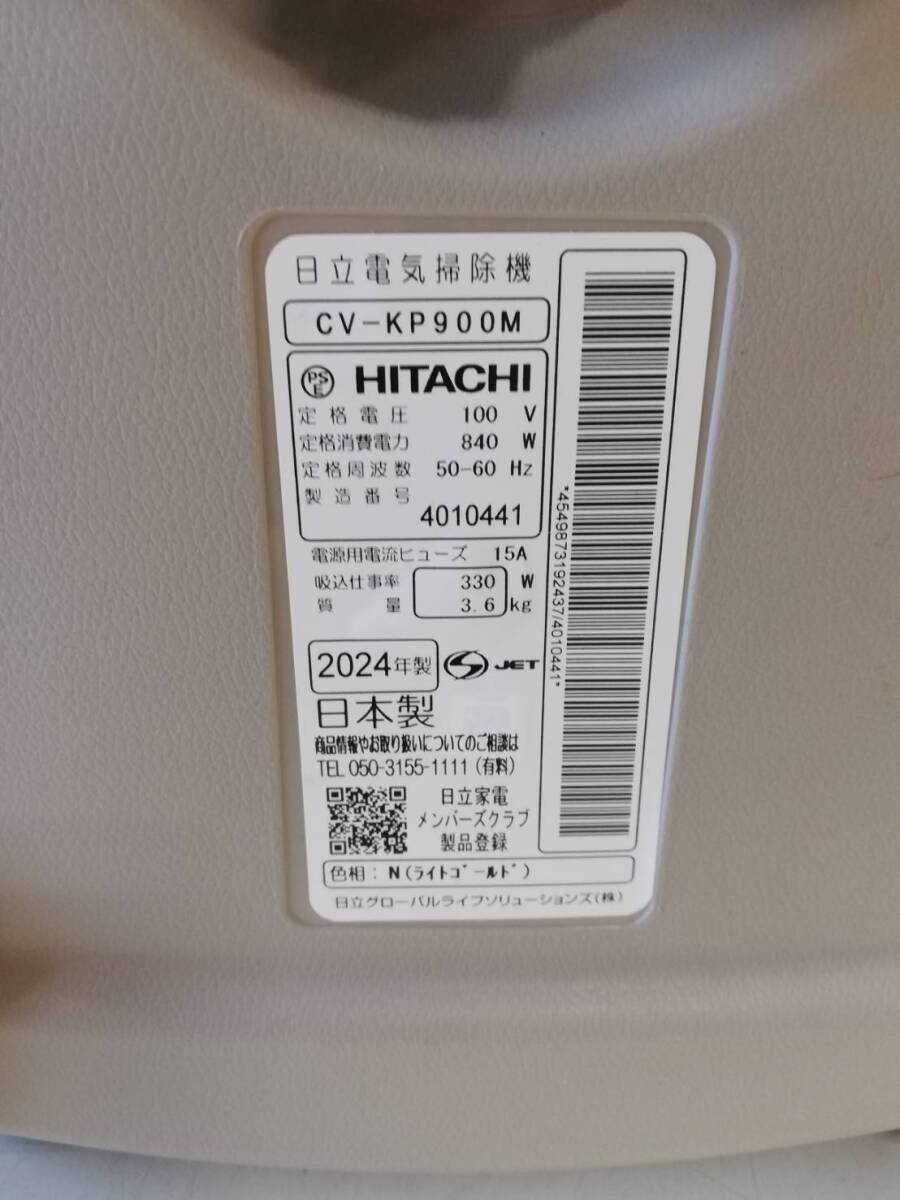 日立電気掃除機
CV-KP900M
PSE HITACHI
定格電圧 100 V
定格消費電力 840 W
定格周波数 50-60 Hz
製造番号
4010441
電源用電流ヒューズ 15A
吸込仕事率 330 W
質量 3.6 kg
2024年製 S JET
日本製
商品情報やお取り扱いについてのご相談は
TEL 050-3155-1111 (有料)
日立家電
メンバーズクラブ
製品登録
色相: N(ライトゴールド)
日立グローバルライフソリューションズ(株)
*4549873192437/4010441*